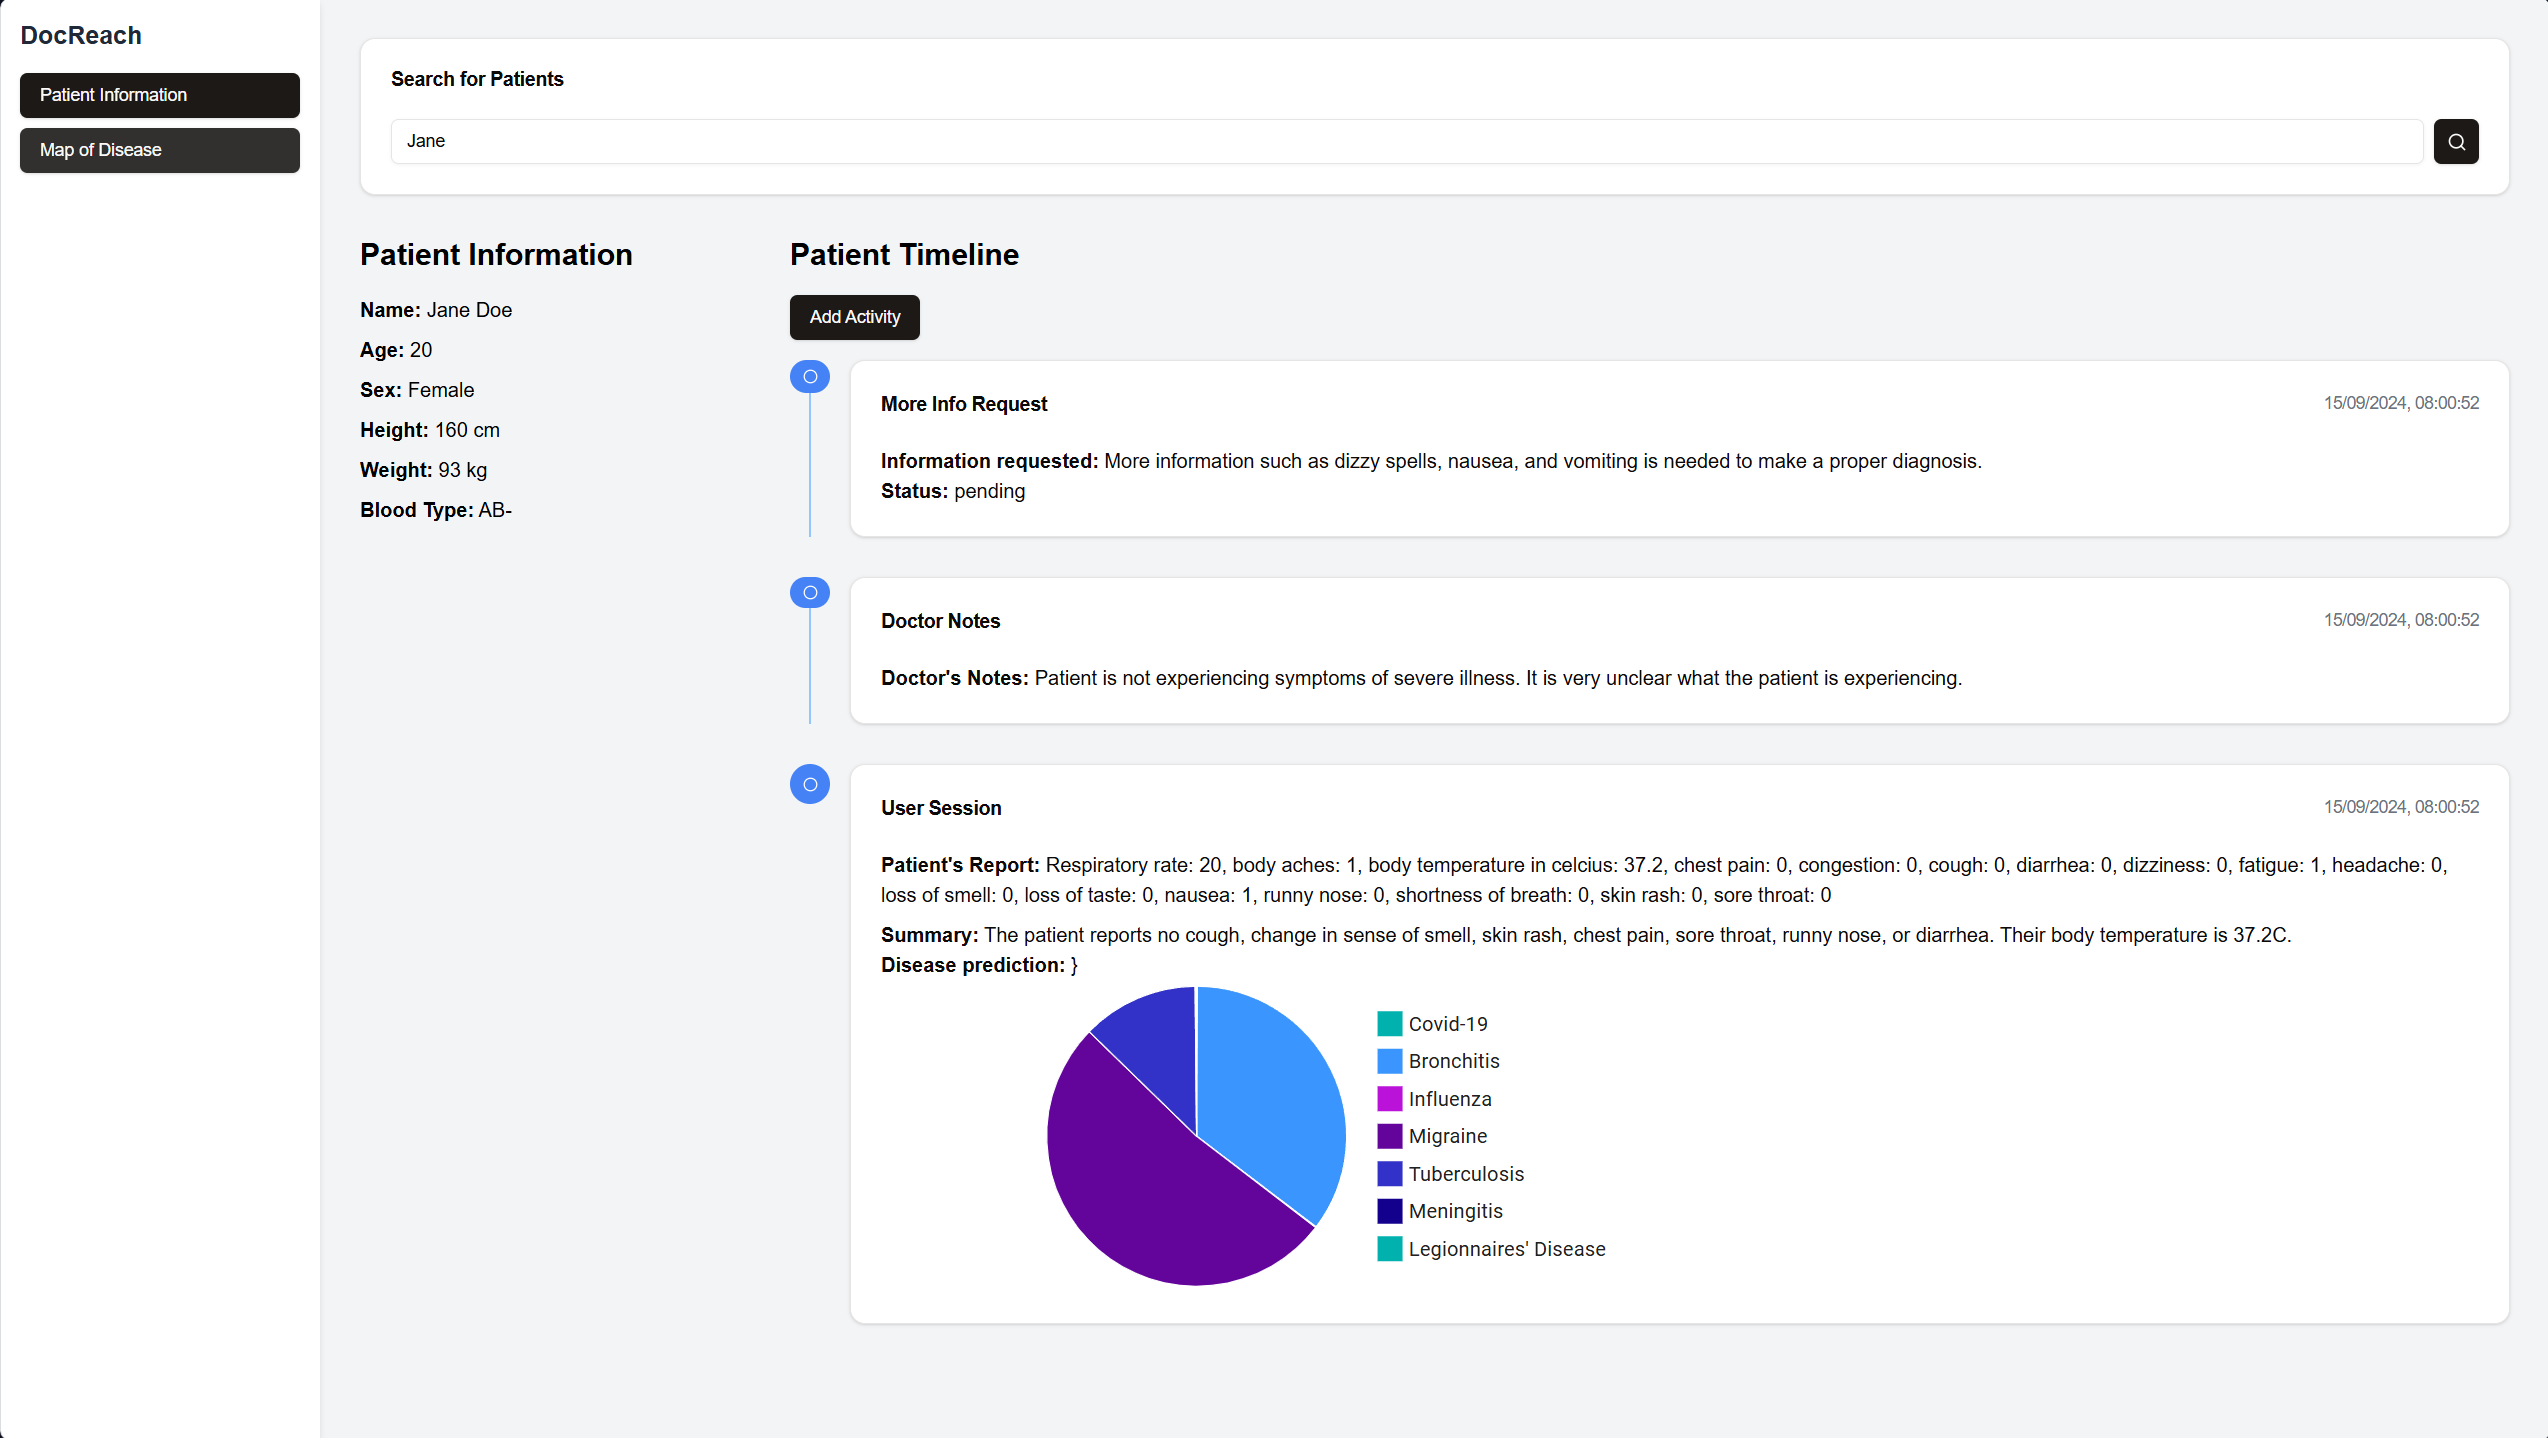 DocReach
Patient Information
Map of Disease
Search for Patients
Jane
Patient Information
Name: Jane Doe
Age: 20
Sex: Female
Height: 160 cm
Weight: 93 kg
Blood Type: AB-
Patient Timeline
Add Activity
More Info Request
15/09/2024, 08:00:52
Information requested: More information such as dizzy spells, nausea, and vomiting is needed to make a proper diagnosis.
Status: pending
Doctor Notes
15/09/2024, 08:00:52
Doctor's Notes: Patient is not experiencing symptoms of severe illness. It is very unclear what the patient is experiencing.
User Session
15/09/2024, 08:00:52
Patient's Report: Respiratory rate: 20, body aches: 1, body temperature in celcius: 37.2, chest pain: 0, congestion: 0, cough: 0, diarrhea: 0, dizziness: 0, fatigue: 1, headache: 0,
loss of smell: 0, loss of taste: 0, nausea: 1, runny nose: 0, shortness of breath: 0, skin rash: 0, sore throat: 0
Summary: The patient reports no cough, change in sense of smell, skin rash, chest pain, sore throat, runny nose, or diarrhea. Their body temperature is 37.2C.
Disease prediction: }
Covid-19
Bronchitis
Influenza
Migraine
Tuberculosis
Meningitis
Legionnaires' Disease